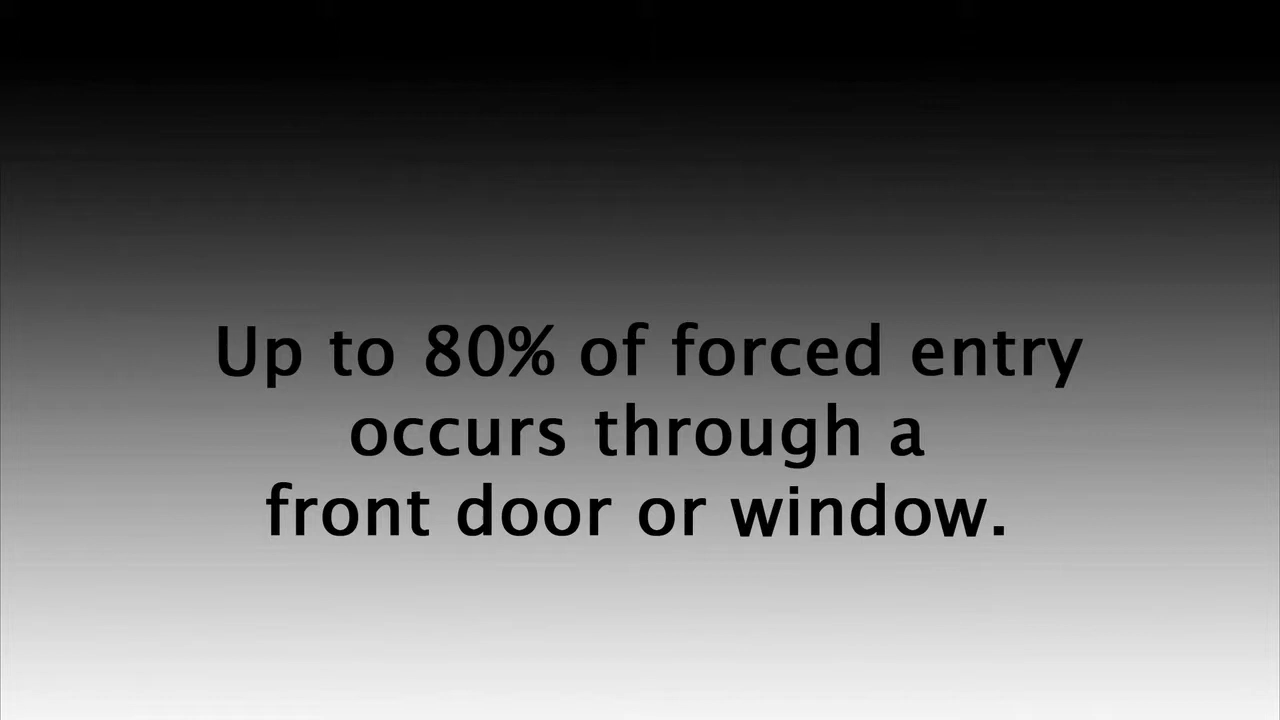 Up to 80% of forced entry
occurs through a
front door or window.